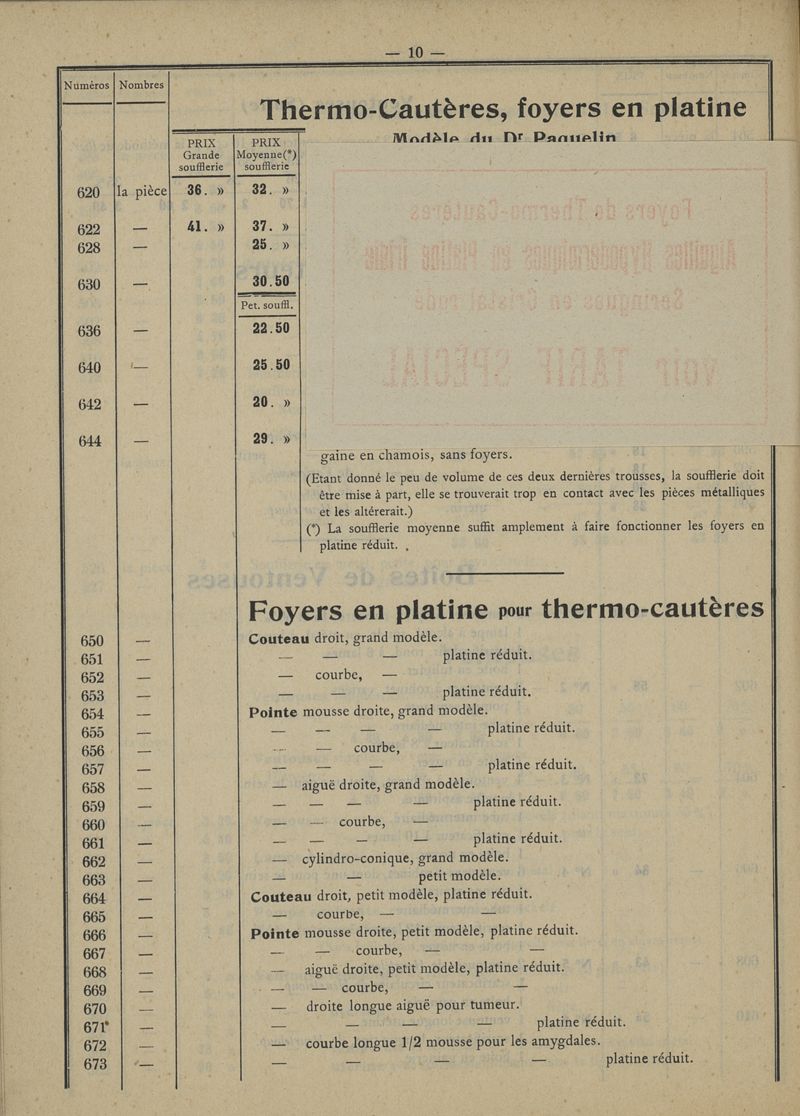 — 10 —
Numéros Nombres
Thermo-Cautères, foyers en platine
Modèle du Dr Paquelin
PRIX Grande soufflerie
PRIX Moyenne(*) soufflerie
620 la pièce 36. » 32. »
622 — 41. » 37. »
628 — 25. »
630 — 30.50
Pet. souffl.
636 — 22.50
640 — 25.50
642 — 20. »
644 — 29. »
gaine en chamois, sans foyers.
(Etant donné le peu de volume de ces deux dernières trousses, la soufflerie doit
être mise à part, elle se trouverait trop en contact avec les pièces métalliques
et les altérerait.)
(*) La soufflerie moyenne suffit amplement à faire fonctionner les foyers en
platine réduit.
Foyers en platine pour thermo-cautères
650 — Couteau droit, grand modèle.
651 — — — — platine réduit.
652 — — courbe, —
653 — — — — platine réduit.
654 — Pointe mousse droite, grand modèle.
655 — — — — — platine réduit.
656 — — — courbe, —
657 — — — — — platine réduit.
658 — — aiguë droite, grand modèle.
659 — — — — — platine réduit.
660 — — — courbe, —
661 — — — — — platine réduit.
662 — — cylindro-conique, grand modèle.
663 — — — petit modèle.
664 — Couteau droit, petit modèle, platine réduit.
665 — — courbe, — —
666 — Pointe mousse droite, petit modèle, platine réduit.
667 — — — courbe, — —
668 — — aiguë droite, petit modèle, platine réduit.
669 — — — courbe, — —
670 — — droite longue aiguë pour tumeur.
671* — — — — — platine réduit.
672 — — courbe longue 1/2 mousse pour les amygdales.
673 — — — — — platine réduit.